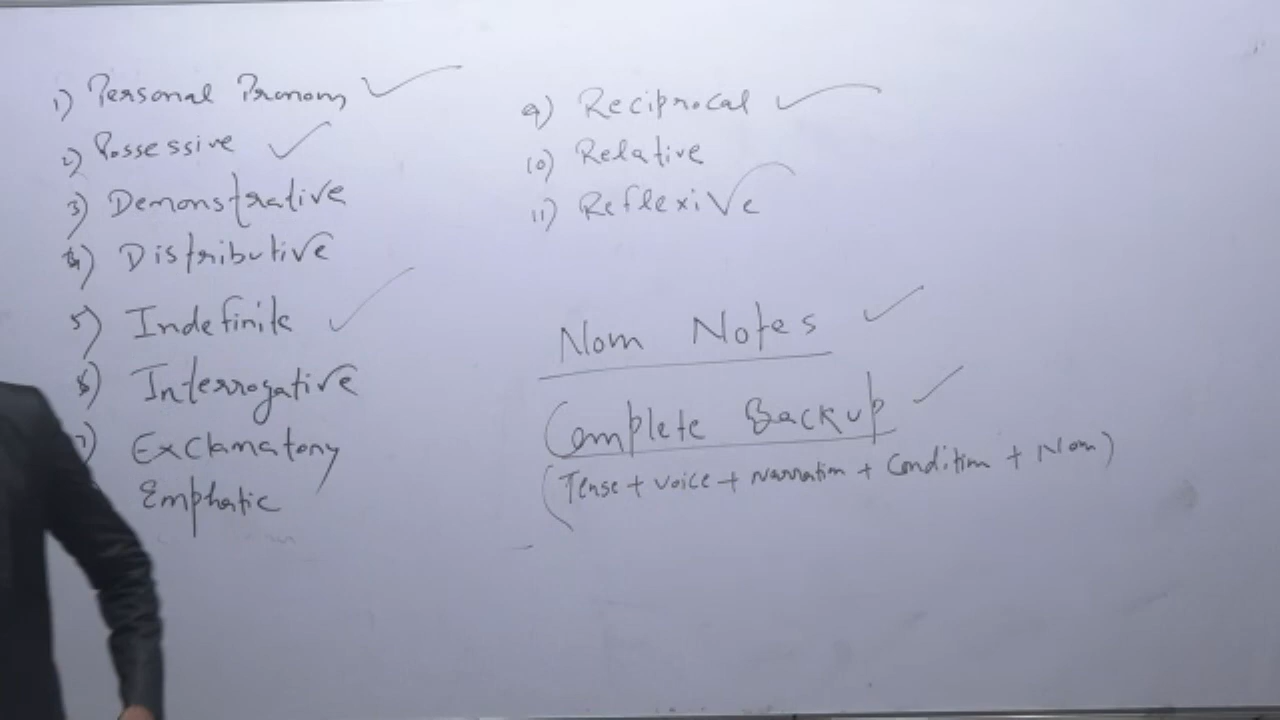 1) Personal Pronoun
2) Possessive
3) Demonstrative
4) Distributive
5) Indefinite
6) Interrogative
7) Exclamatory
Emphatic
9) Reciprocal
10) Relative
11) Reflexive
Noun Notes
Complete Backup
(Tense + Voice + Narration + Condition + Noun)